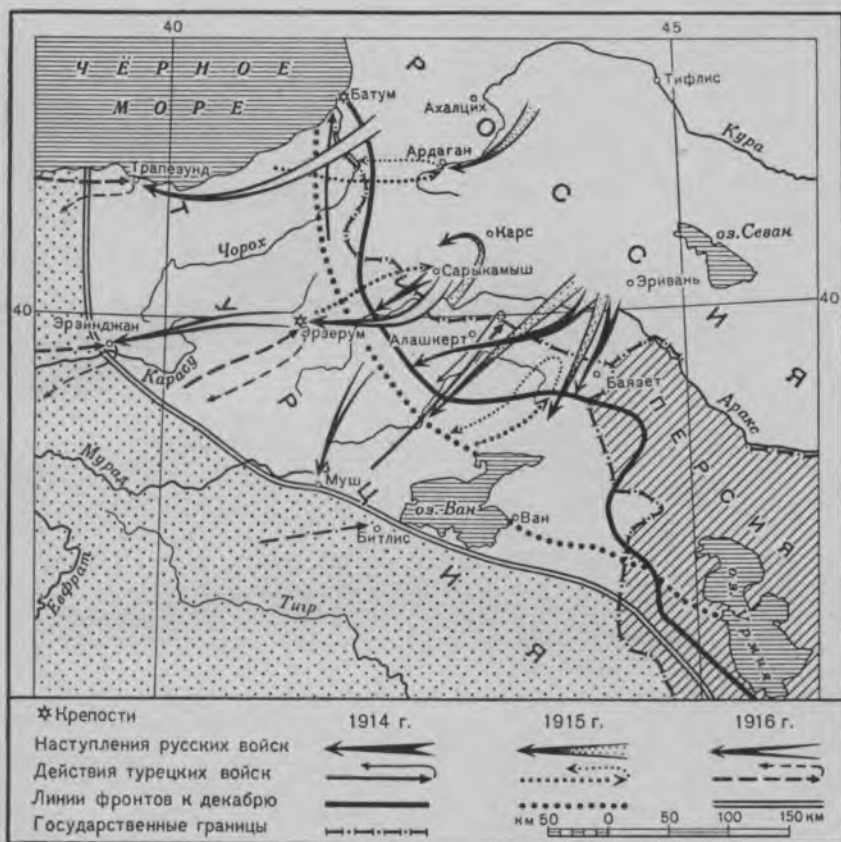 40
45
ЧЁРНОЕ
МОРЕ
РОССИЯ
Батум
Ахалцих
Тифлис
Кура
Ардаган
Трапезунд
ТУРЦИЯ
Чорох
Карс
оз. Севан
Сарыкамыш
Эривань
40
40
Эрзинджан
Эрзерум
Алашкерт
Карасу
Баязет
Аракс
ПЕРСИЯ
Мурад
Муш
оз. Ван
Ван
Битлис
Евфрат
Тигр
оз. Урмия
Крепости
1914 г.
1915 г.
1916 г.
Наступления русских войск
Действия турецких войск
Линии фронтов к декабрю
Государственные границы
км 50 0 50 100 150 км